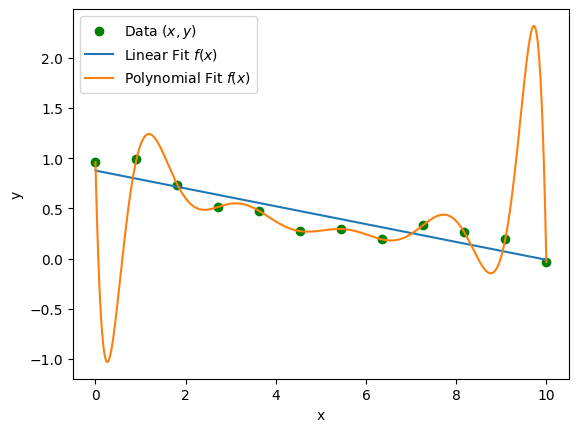 Data (x, y)
Linear Fit f(x)
Polynomial Fit f(x)
2.0
1.5
1.0
0.5
0.0
−0.5
−1.0
y
0 2 4 6 8 10
x